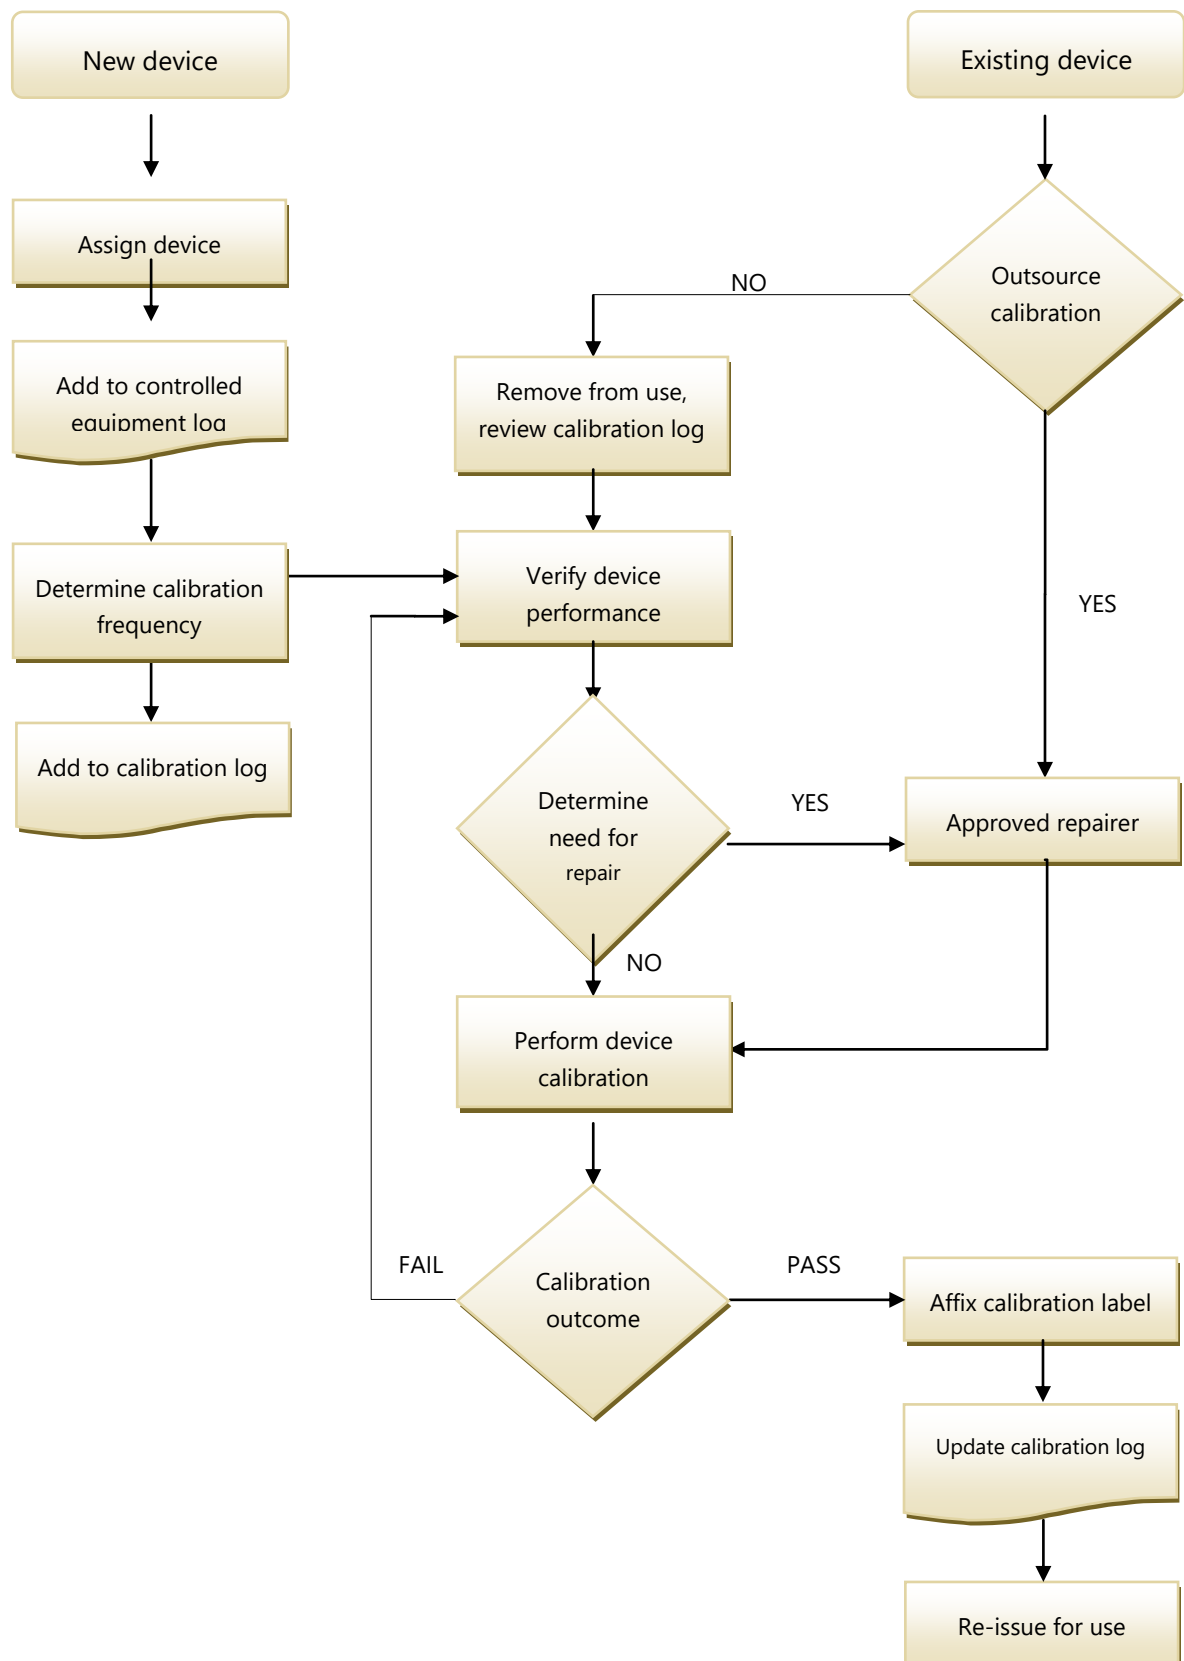 New device
Existing device
Assign device
Outsource
calibration
NO
Add to controlled
equipment log
Remove from use,
review calibration log
Determine calibration
frequency
Verify device
performance
YES
Add to calibration log
Determine
need for
repair
YES
Approved repairer
NO
Perform device
calibration
FAIL
Calibration
outcome
PASS
Affix calibration label
Update calibration log
Re-issue for use